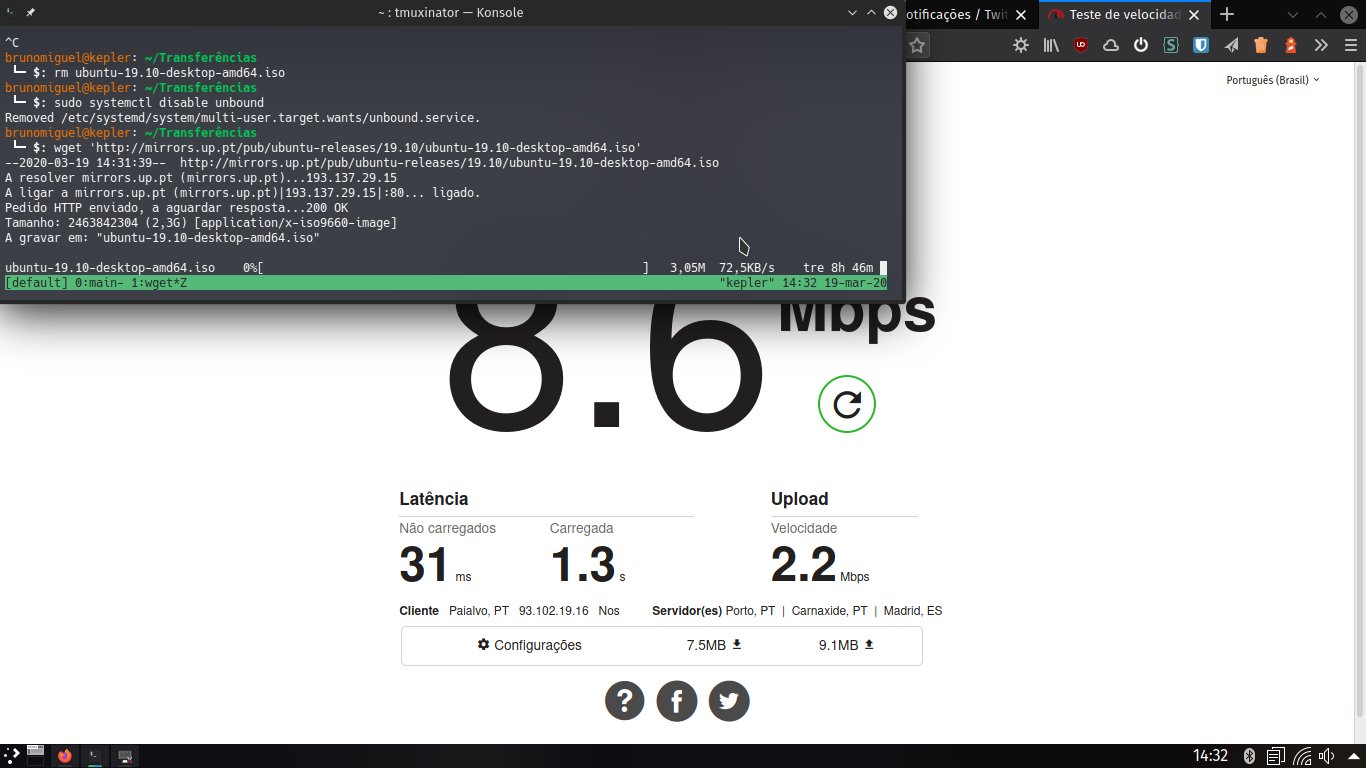 ~ : tmuxinator — Konsole
otificações / Twit
Teste de velocidad
^C
brunomiguel@kepler: ~/Transferências
└─ $: rm ubuntu-19.10-desktop-amd64.iso
brunomiguel@kepler: ~/Transferências
└─ $: sudo systemctl disable unbound
Removed /etc/systemd/system/multi-user.target.wants/unbound.service.
brunomiguel@kepler: ~/Transferências
└─ $: wget 'http://mirrors.up.pt/pub/ubuntu-releases/19.10/ubuntu-19.10-desktop-amd64.iso'
--2020-03-19 14:31:39--  http://mirrors.up.pt/pub/ubuntu-releases/19.10/ubuntu-19.10-desktop-amd64.iso
A resolver mirrors.up.pt (mirrors.up.pt)...193.137.29.15
A ligar a mirrors.up.pt (mirrors.up.pt)|193.137.29.15|:80... ligado.
Pedido HTTP enviado, a aguardar resposta...200 OK
Tamanho: 2463842304 (2,3G) [application/x-iso9660-image]
A gravar em: "ubuntu-19.10-desktop-amd64.iso"
ubuntu-19.10-desktop-amd64.iso    0%[                    ]   3,05M  72,5KB/s    tre 8h 46m
[default] 0:main- 1:wget*Z "kepler" 14:32 19-mar-20
Português (Brasil)
8.6 Mbps
Latência Upload
Não carregados Carregada Velocidade
31 ms 1.3 s 2.2 Mbps
Cliente Paialvo, PT 93.102.19.16 Nos Servidor(es) Porto, PT | Carnaxide, PT | Madrid, ES
Configurações 7.5MB 9.1MB
14:32